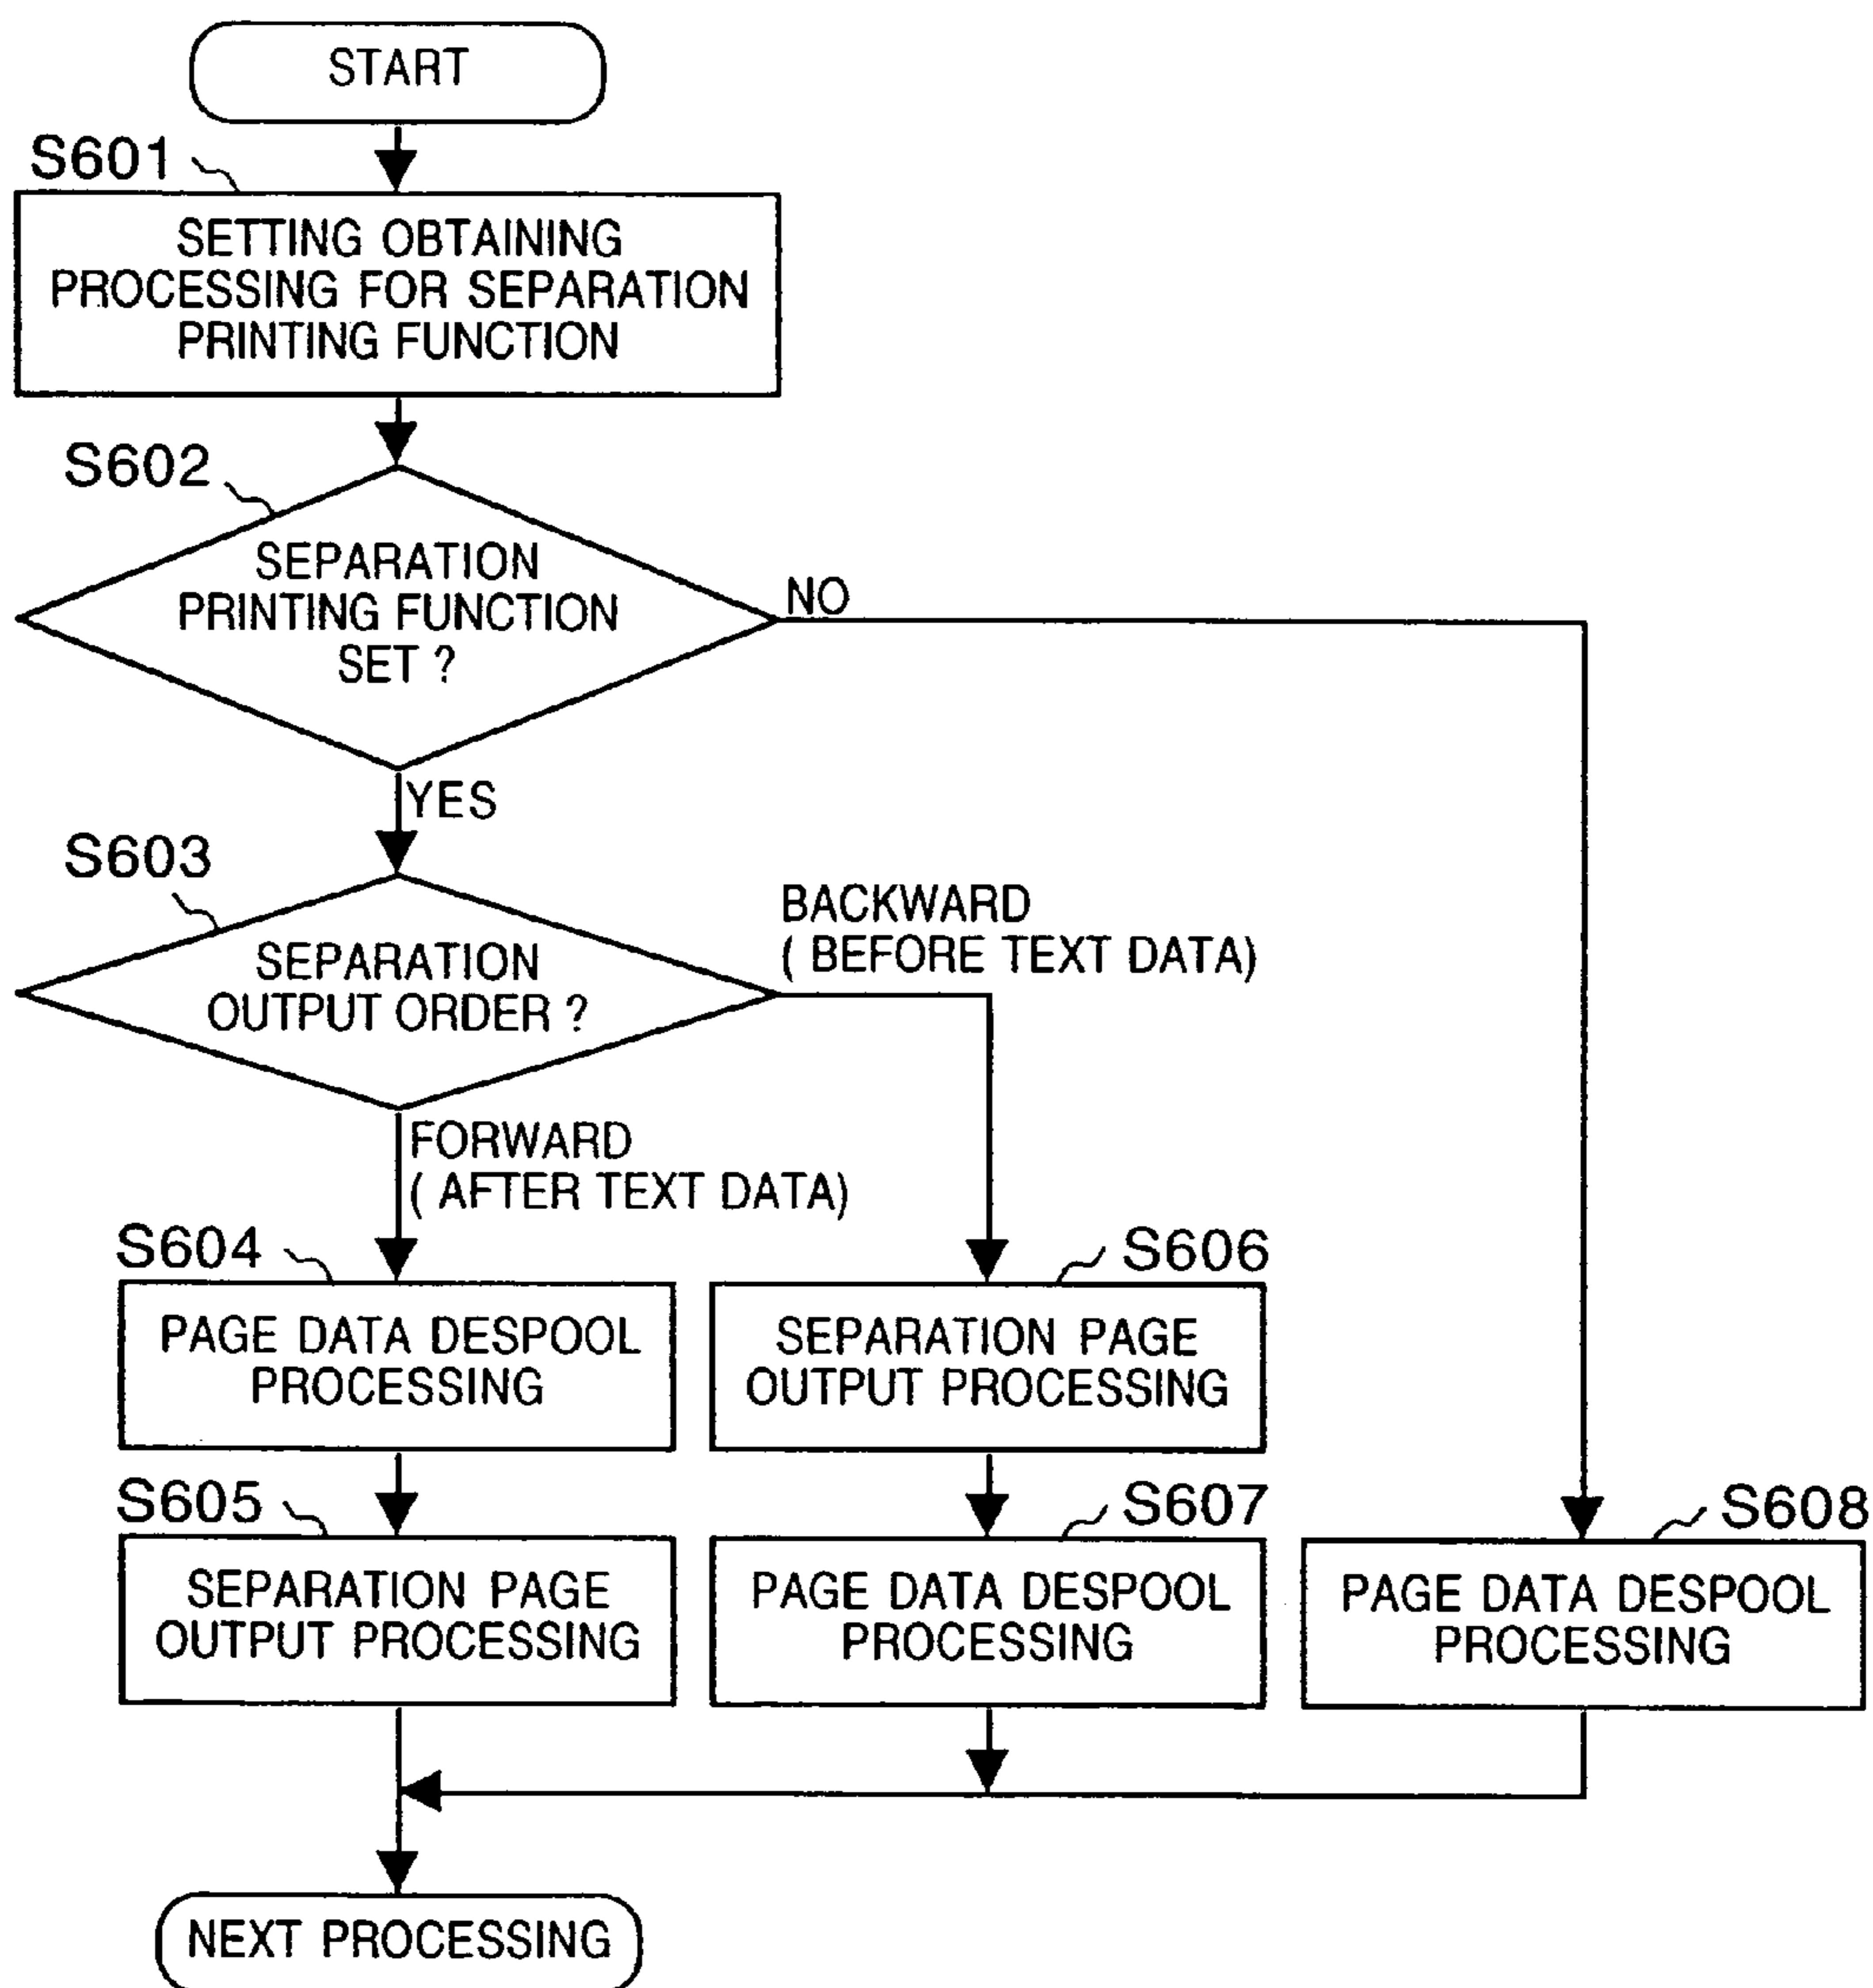 START
S601
SETTING OBTAINING
PROCESSING FOR SEPARATION
PRINTING FUNCTION
S602
SEPARATION
PRINTING FUNCTION
SET ?
NO
YES
S603
SEPARATION
OUTPUT ORDER ?
BACKWARD
( BEFORE TEXT DATA)
FORWARD
( AFTER TEXT DATA)
S604
PAGE DATA DESPOOL
PROCESSING
S606
SEPARATION PAGE
OUTPUT PROCESSING
S605
SEPARATION PAGE
OUTPUT PROCESSING
S607
PAGE DATA DESPOOL
PROCESSING
S608
PAGE DATA DESPOOL
PROCESSING
NEXT PROCESSING